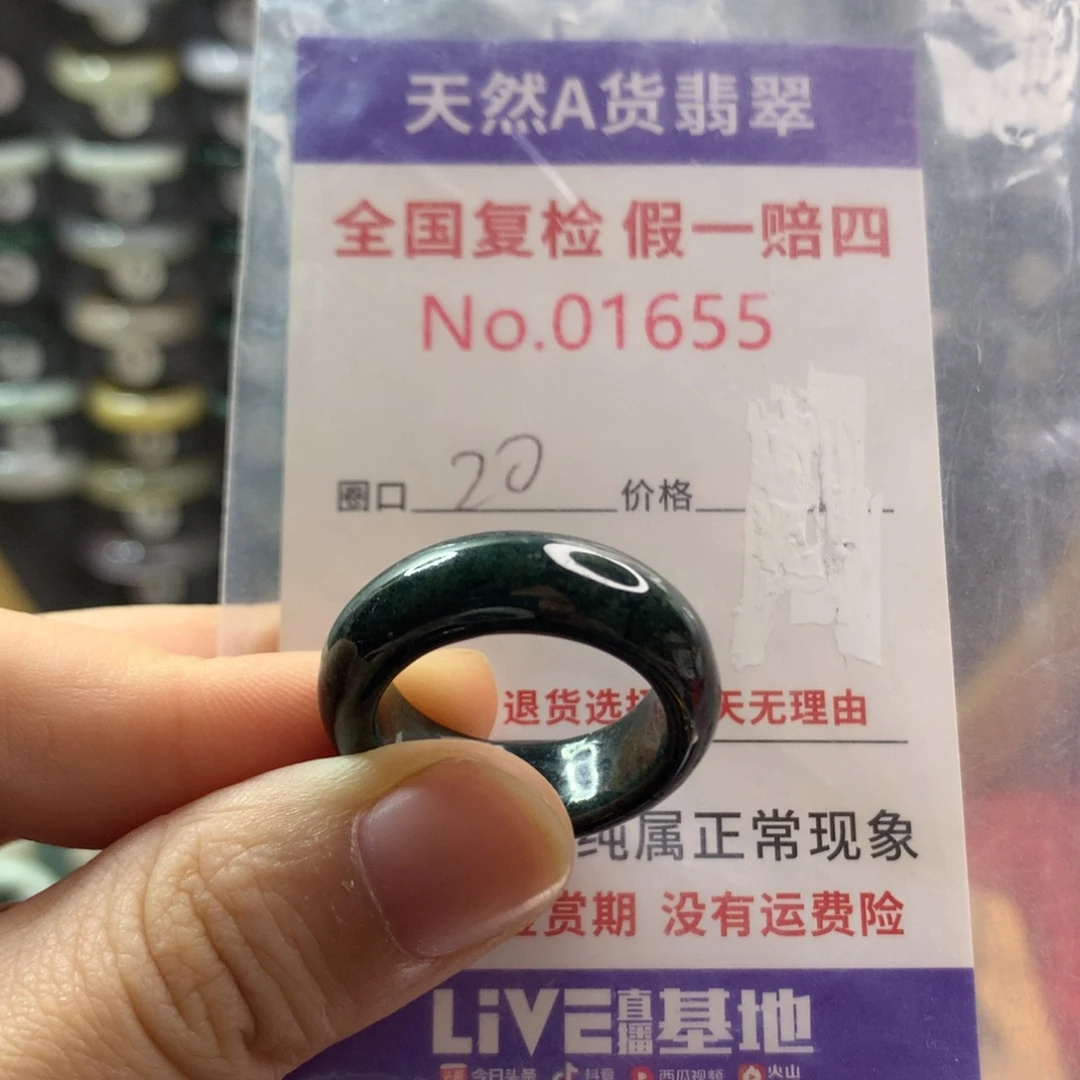 天然A货翡翠
全国复检 假一赔四
No.01655
圈口 20 价格
退货选 天无理由
纯属正常现象
赏期 没有运费险
LiVE直播基地
今日头条 抖音 西瓜视频 火山